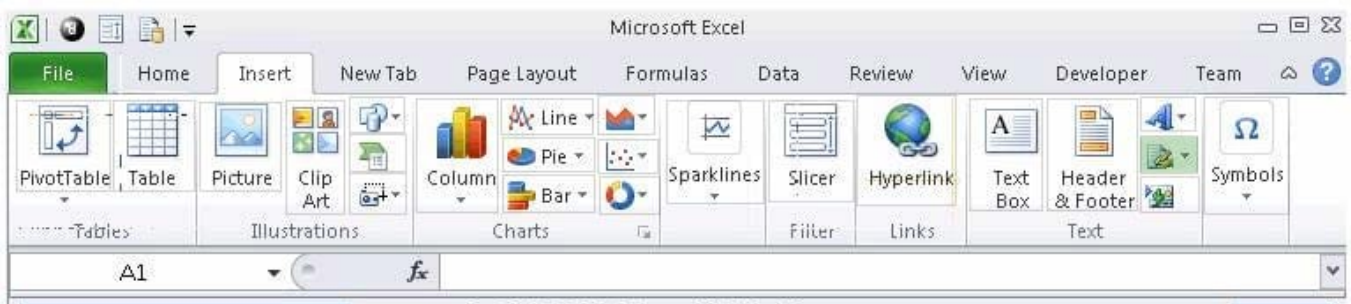 Microsoft Excel
File Home Insert New Tab Page Layout Formulas Data Review View Developer Team
PivotTable Table Picture Clip Art Column Line Pie Bar Sparklines Slicer Hyperlink Text Box Header & Footer Symbols
Tables Illustrations Charts Filter Links Text
A1 fx